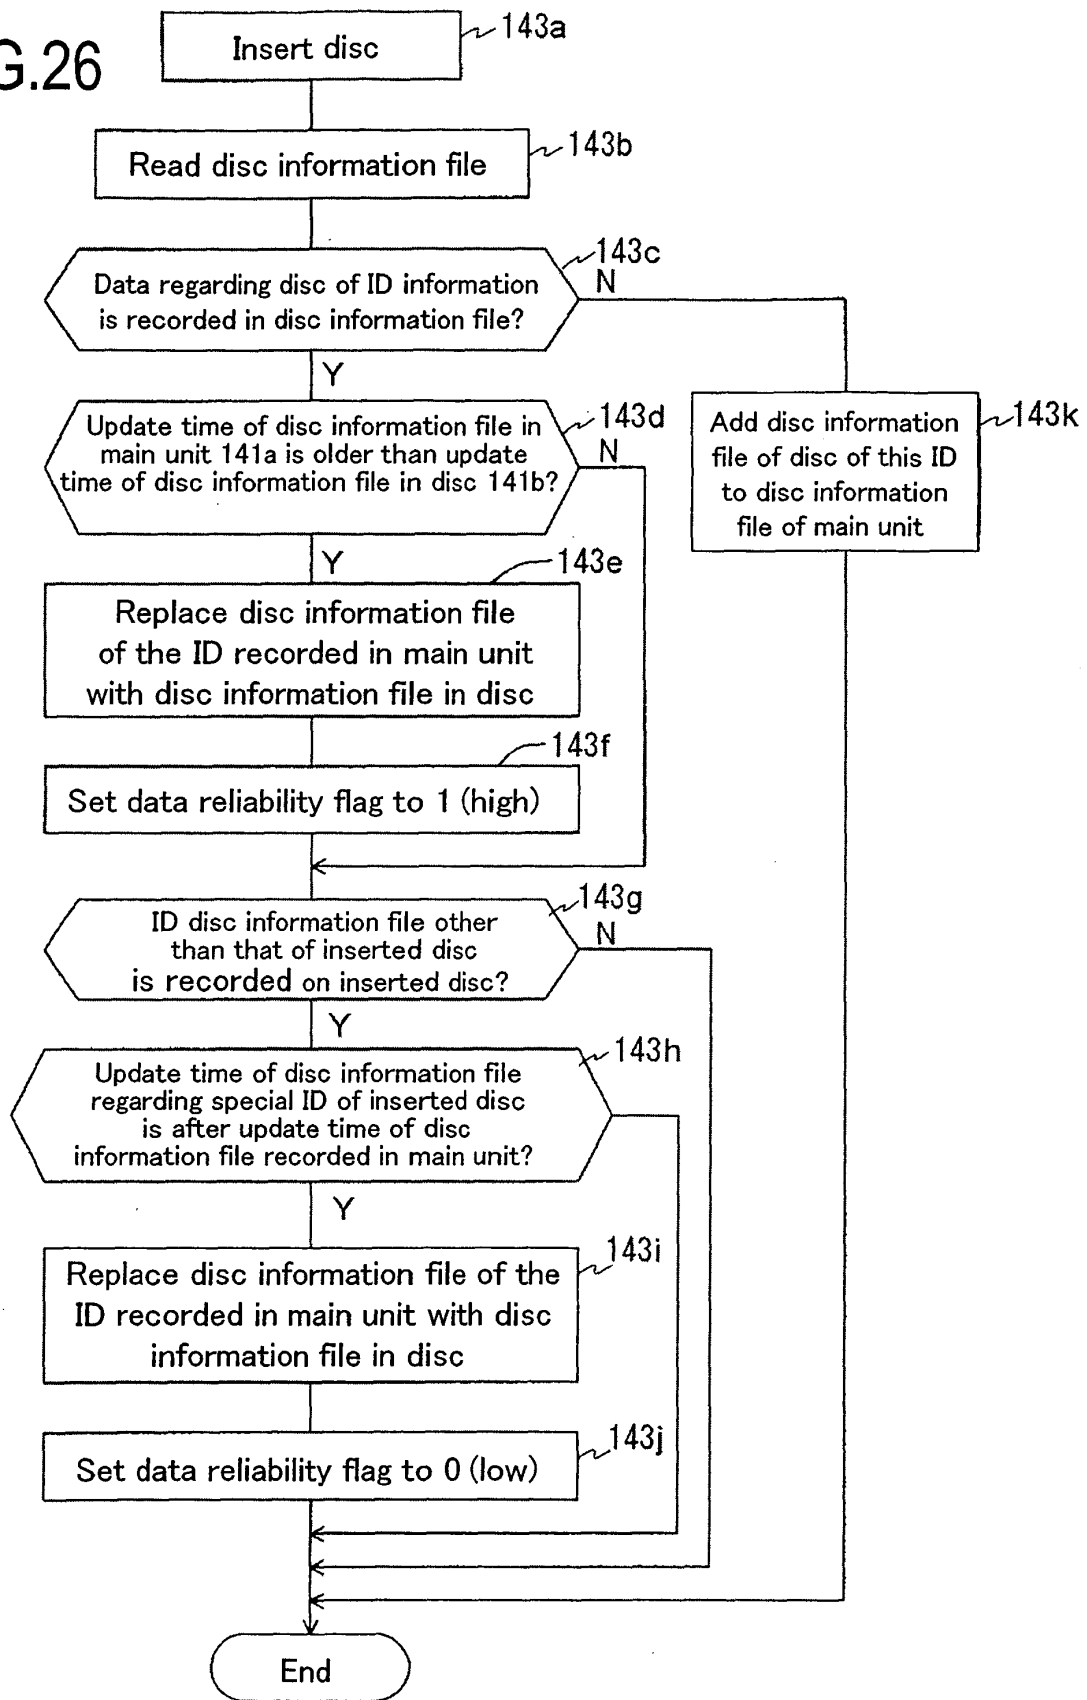 G.26
Insert disc
143a
Read disc information file
143b
143c
Data regarding disc of ID information
is recorded in disc information file?
N
Y
143d
Update time of disc information file in
main unit 141a is older than update
time of disc information file in disc 141b?
N
Y
143k
Add disc information
file of disc of this ID
to disc information
file of main unit
143e
Replace disc information file
of the ID recorded in main unit
with disc information file in disc
143f
Set data reliability flag to 1 (high)
143g
ID disc information file other
than that of inserted disc
is recorded on inserted disc?
N
Y
143h
Update time of disc information file
regarding special ID of inserted disc
is after update time of disc
information file recorded in main unit?
Y
143i
Replace disc information file of the
ID recorded in main unit with disc
information file in disc
143j
Set data reliability flag to 0 (low)
End